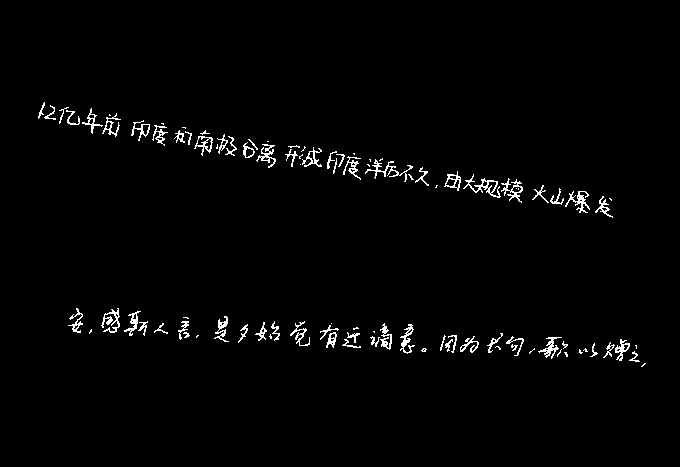 12亿年前印度和南极分离形成印度洋后不久,由大规模火山爆发
安,感斯人言,是夕始觉有迁谪意。因为长句,歌以赠之,